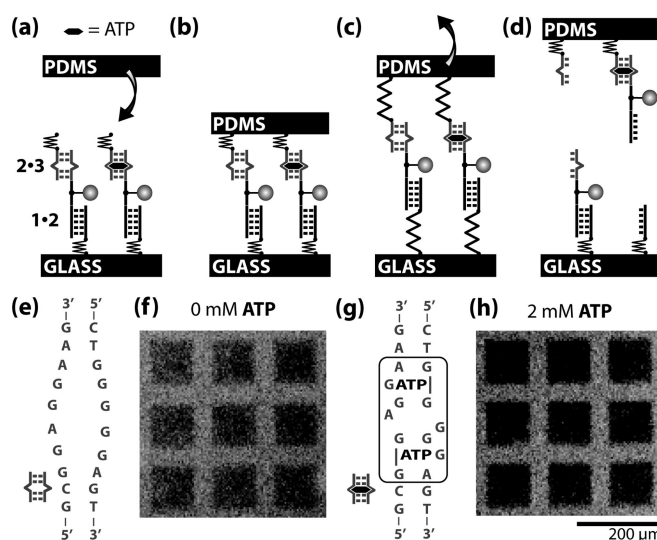 (a) = ATP (b) (c) (d)
PDMS PDMS PDMS PDMS
2•3
1•2
GLASS GLASS GLASS GLASS
(e) 3′ 5′ (f) 0 mM ATP (g) 3′ 5′ (h) 2 mM ATP
G C
A T
A G
G G
G G
A G
G G
G A
C G
G T
5′ 3′
G C
A T
A G
G ATP G
G G
A G
G G
ATP G
G A
C G
G T
5′ 3′
200 μm